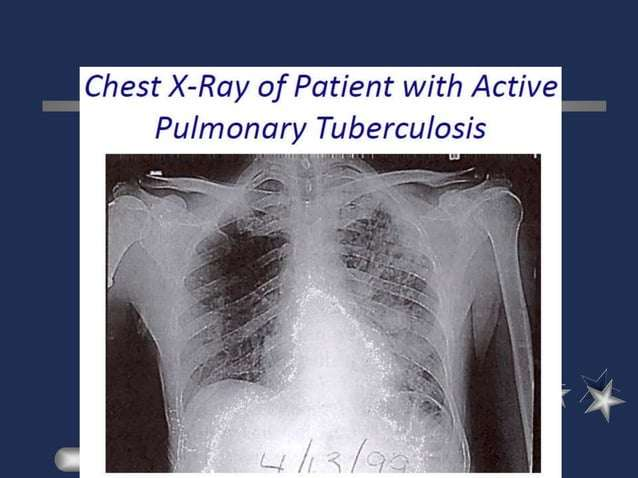 Chest X-Ray of Patient with Active
Pulmonary Tuberculosis
4/13/99